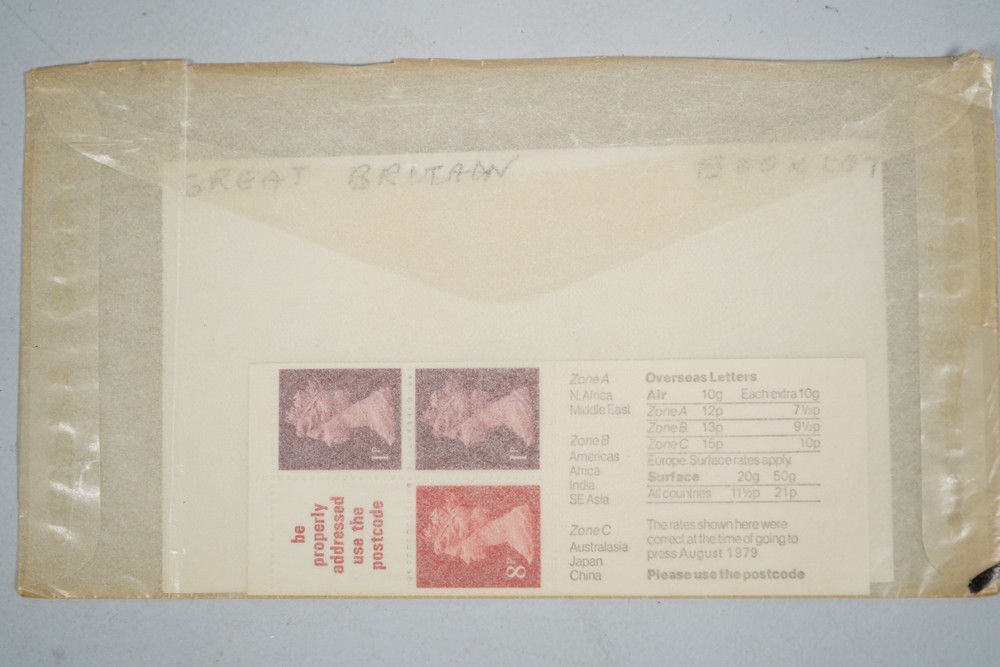 GREAT BRITAIN
1P
1P
be
properly
addressed
use the
postcode
8P
Zone A
N. Africa
Middle East
Zone B
Americas
Africa
India
SE Asia
Zone C
Australasia
Japan
China
Overseas Letters
Air 10g Each extra 10g
Zone A 12p 7½p
Zone B 13p 9½p
Zone C 15p 10p
Europe. Surface rates apply.
Surface 20g 50g
All countries 11½p 21p
The rates shown here were
correct at the time of going to
press August 1979
Please use the postcode